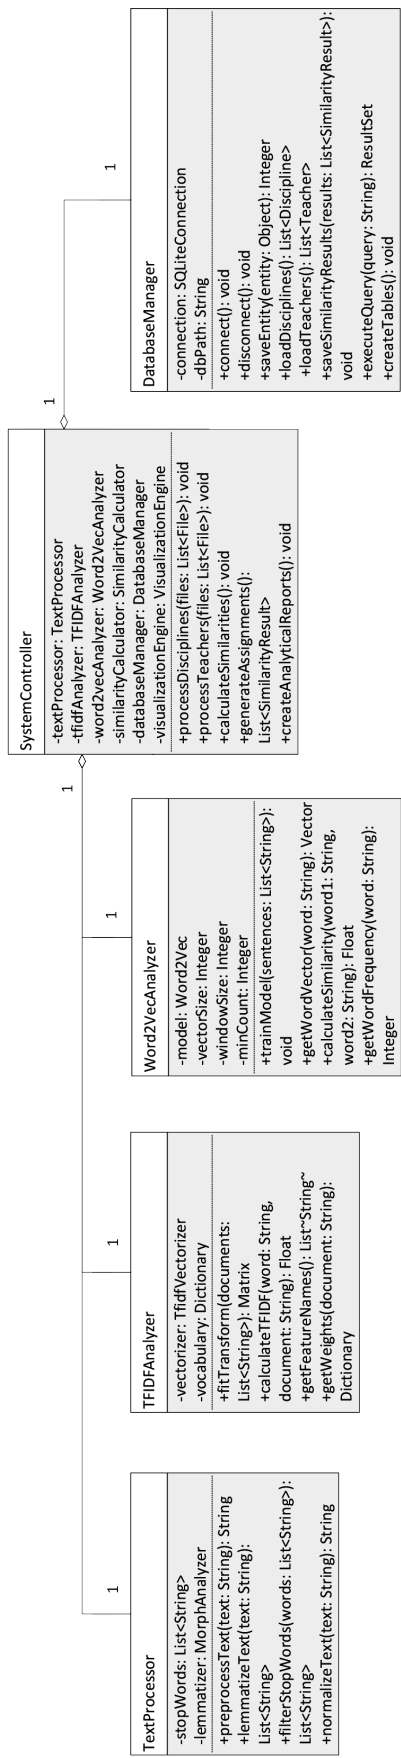 TextProcessor
-stopWords: List<String>
-lemmatizer: MorphAnalyzer
+preprocessText(text: String): String
+lemmatizeText(text: String):
List<String>
+filterStopWords(words: List<String>):
List<String>
+normalizeText(text: String): String
1
TFIDFAnalyzer
-vectorizer: TfidfVectorizer
-vocabulary: Dictionary
+fitTransform(documents:
List<String>): Matrix
+calculateTFIDF(word: String,
document: String): Float
+getFeatureNames(): List~String~
+getWeights(document: String):
Dictionary
1
Word2VecAnalyzer
-model: Word2Vec
-vectorSize: Integer
-windowSize: Integer
-minCount: Integer
+trainModel(sentences: List<String>):
void
+getWordVector(word: String): Vector
+calculateSimilarity(word1: String,
word2: String): Float
+getWordFrequency(word: String):
Integer
1
1
SystemController
-textProcessor: TextProcessor
-tfidfAnalyzer: TFIDFAnalyzer
-word2vecAnalyzer: Word2VecAnalyzer
-similarityCalculator: SimilarityCalculator
-databaseManager: DatabaseManager
-visualizationEngine: VisualizationEngine
+processDisciplines(files: List<File>): void
+processTeachers(files: List<File>): void
+calculateSimilarities(): void
+generateAssignments():
List<SimilarityResult>
+createAnalyticalReports(): void
1
1
DatabaseManager
-connection: SQLiteConnection
-dbPath: String
+connect(): void
+disconnect(): void
+saveEntity(entity: Object): Integer
+loadDisciplines(): List<Discipline>
+loadTeachers(): List<Teacher>
+saveSimilarityResults(results: List<SimilarityResult>):
void
+executeQuery(query: String): ResultSet
+createTables(): void